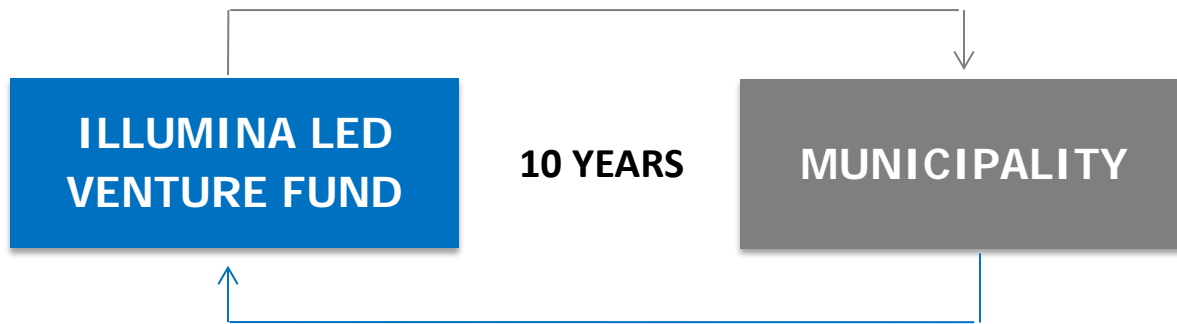 ILLUMINA LED
VENTURE FUND
10 YEARS
MUNICIPALITY